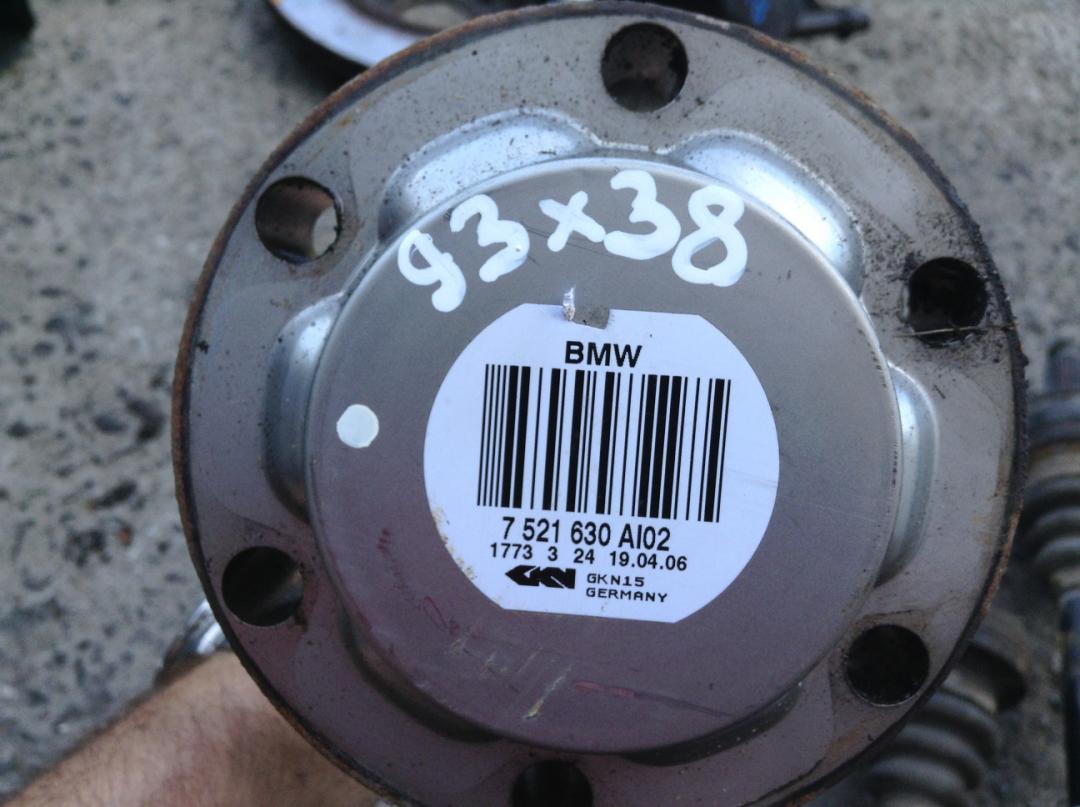 93x38
BMW
7 521 630 AI02
1773 3 24 19.04.06
GKN GKN15
GERMANY